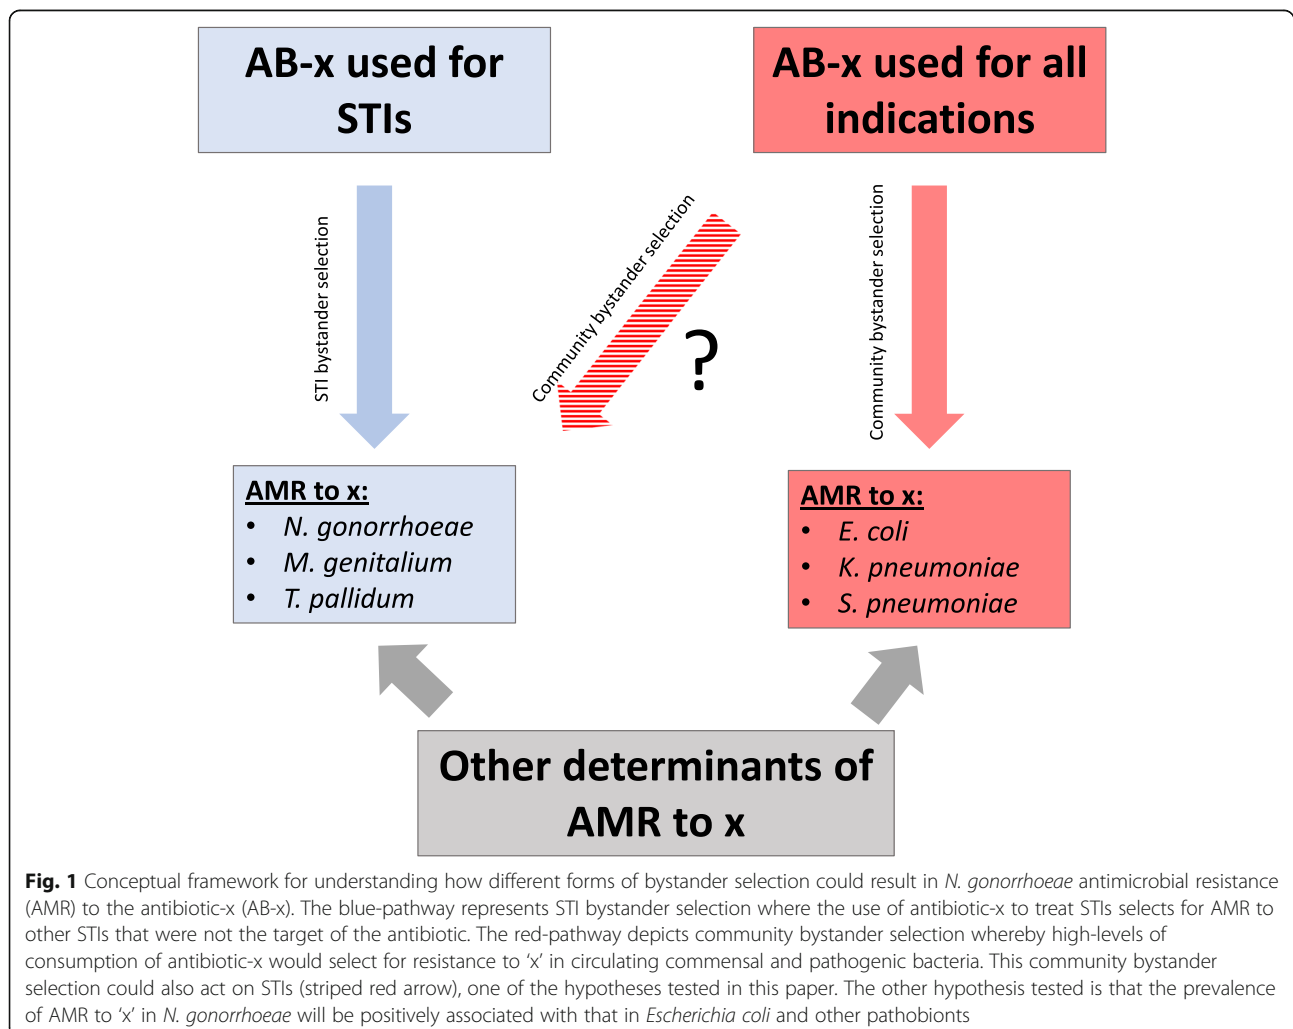 AB-x used for
STIs
AB-x used for all
indications
STI bystander selection
Community bystander selection
?
Community bystander selection
AMR to x:
• N. gonorrhoeae
• M. genitalium
• T. pallidum
AMR to x:
• E. coli
• K. pneumoniae
• S. pneumoniae
Other determinants of
AMR to x
Fig. 1 Conceptual framework for understanding how different forms of bystander selection could result in N. gonorrhoeae antimicrobial resistance
(AMR) to the antibiotic-x (AB-x). The blue-pathway represents STI bystander selection where the use of antibiotic-x to treat STIs selects for AMR to
other STIs that were not the target of the antibiotic. The red-pathway depicts community bystander selection whereby high-levels of
consumption of antibiotic-x would select for resistance to ‘x’ in circulating commensal and pathogenic bacteria. This community bystander
selection could also act on STIs (striped red arrow), one of the hypotheses tested in this paper. The other hypothesis tested is that the prevalence
of AMR to ‘x’ in N. gonorrhoeae will be positively associated with that in Escherichia coli and other pathobionts